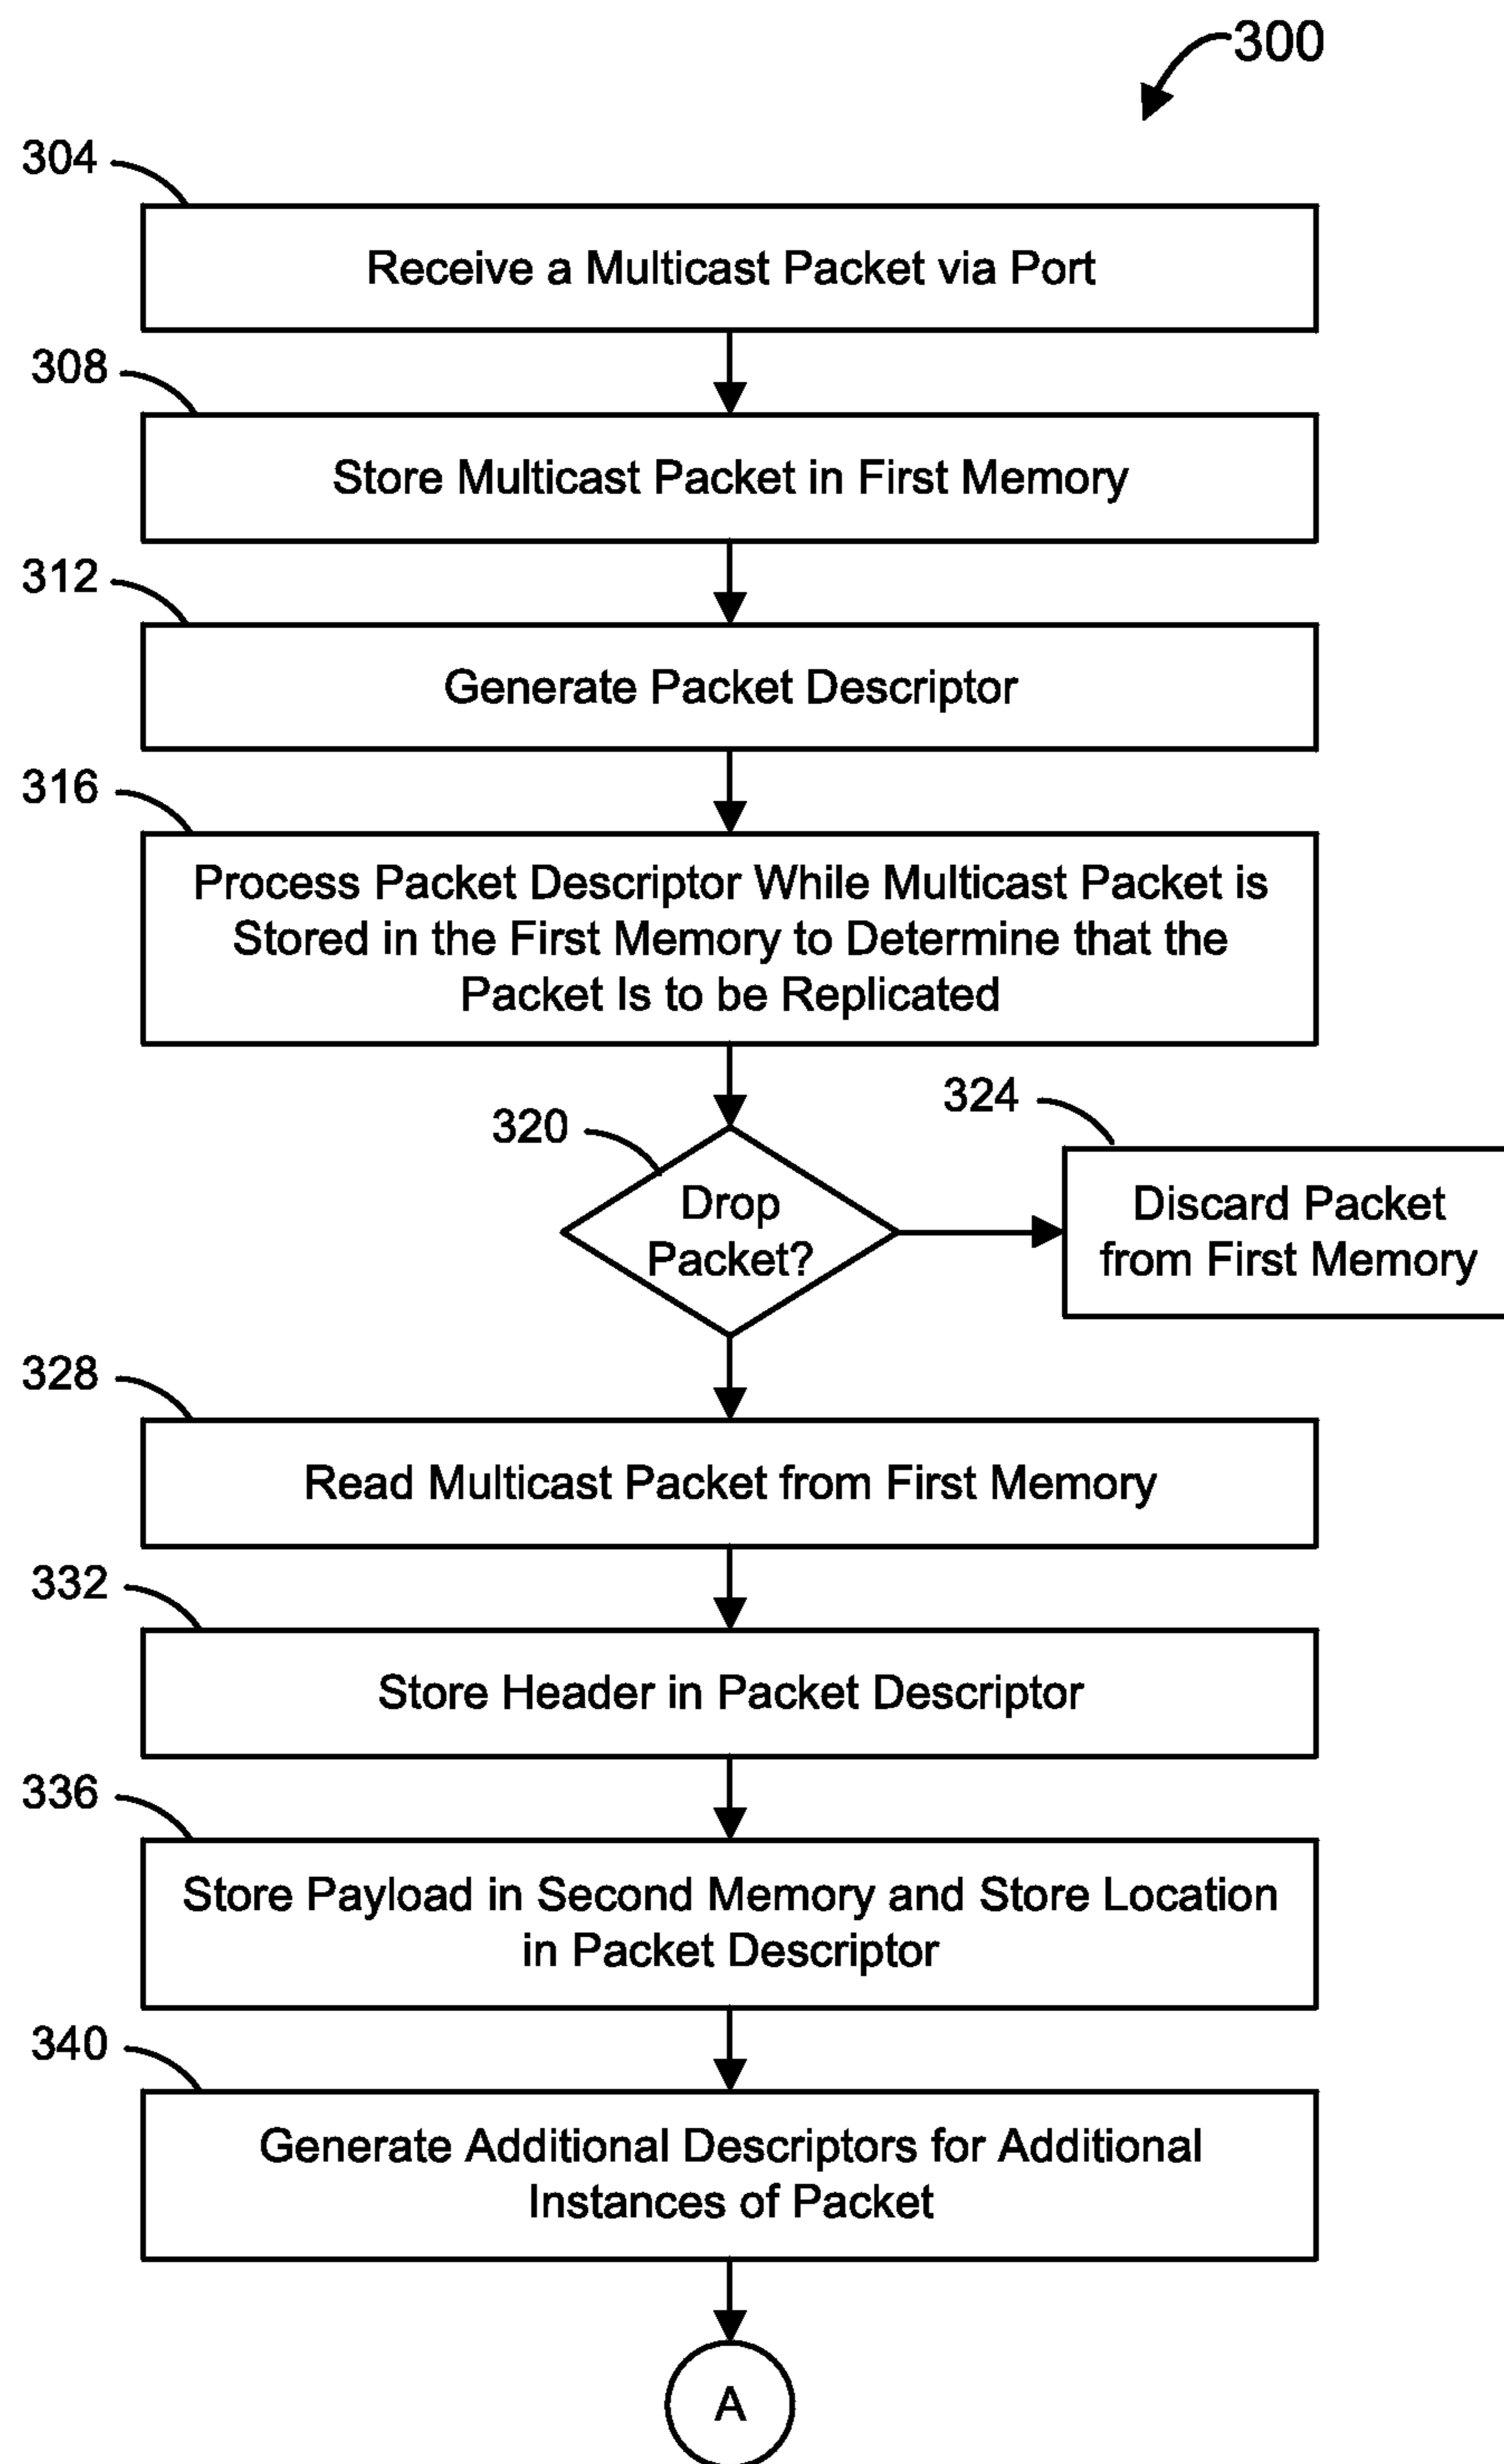 300
304
Receive a Multicast Packet via Port
308
Store Multicast Packet in First Memory
312
Generate Packet Descriptor
316
Process Packet Descriptor While Multicast Packet is
Stored in the First Memory to Determine that the
Packet Is to be Replicated
320
Drop
Packet?
324
Discard Packet
from First Memory
328
Read Multicast Packet from First Memory
332
Store Header in Packet Descriptor
336
Store Payload in Second Memory and Store Location
in Packet Descriptor
340
Generate Additional Descriptors for Additional
Instances of Packet
A